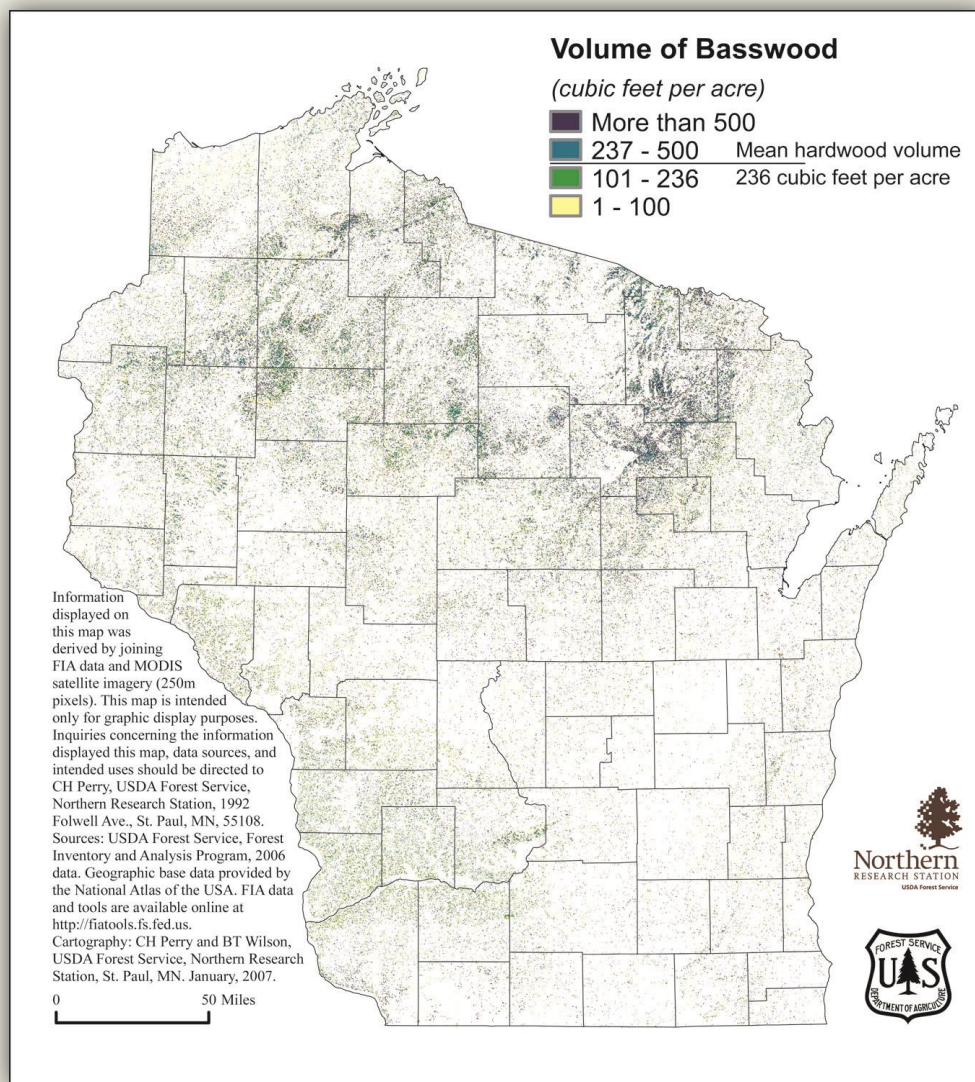 Volume of Basswood
(cubic feet per acre)
More than 500
237 - 500 Mean hardwood volume
101 - 236 236 cubic feet per acre
1 - 100
Information
displayed on
this map was
derived by joining
FIA data and MODIS
satellite imagery (250m
pixels). This map is intended
only for graphic display purposes.
Inquiries concerning the information
displayed this map, data sources, and
intended uses should be directed to
CH Perry, USDA Forest Service,
Northern Research Station, 1992
Folwell Ave., St. Paul, MN, 55108.
Sources: USDA Forest Service, Forest
Inventory and Analysis Program, 2006
data. Geographic base data provided by
the National Atlas of the USA. FIA data
and tools are available online at
http://fiatools.fs.fed.us.
Cartography: CH Perry and BT Wilson,
USDA Forest Service, Northern Research
Station, St. Paul, MN. January, 2007.
0 50 Miles
Northern
RESEARCH STATION
USDA Forest Service
FOREST SERVICE
U S
DEPARTMENT OF AGRICULTURE